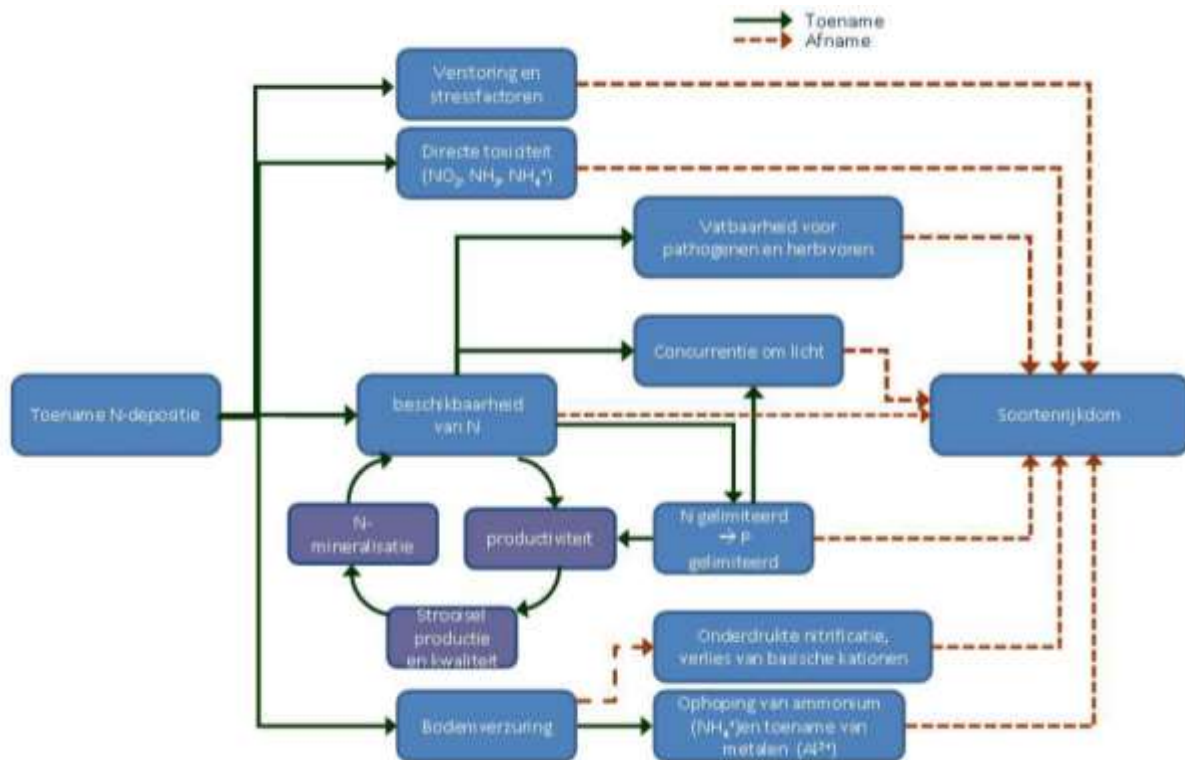 Toename
Afname
Verstoring en
stressfactoren
Directe toxiciteit
(NO₃, NH₃, NH₄⁺)
Vatbaarheid voor
pathogenen en herbivoren
Concurrentie om licht
Toename N-depositie
beschikbaarheid
van N
Soortenrijkdom
N-
mineralisatie
productiviteit
N gelimiteerd
→ P
gelimiteerd
Strooisel
productie
en kwaliteit
Onderdrukte nitrificatie,
verlies van basische kationen
Bodemverzuring
Ophoping van ammonium
(NH₄⁺)en toename van
metalen (Al³⁺)